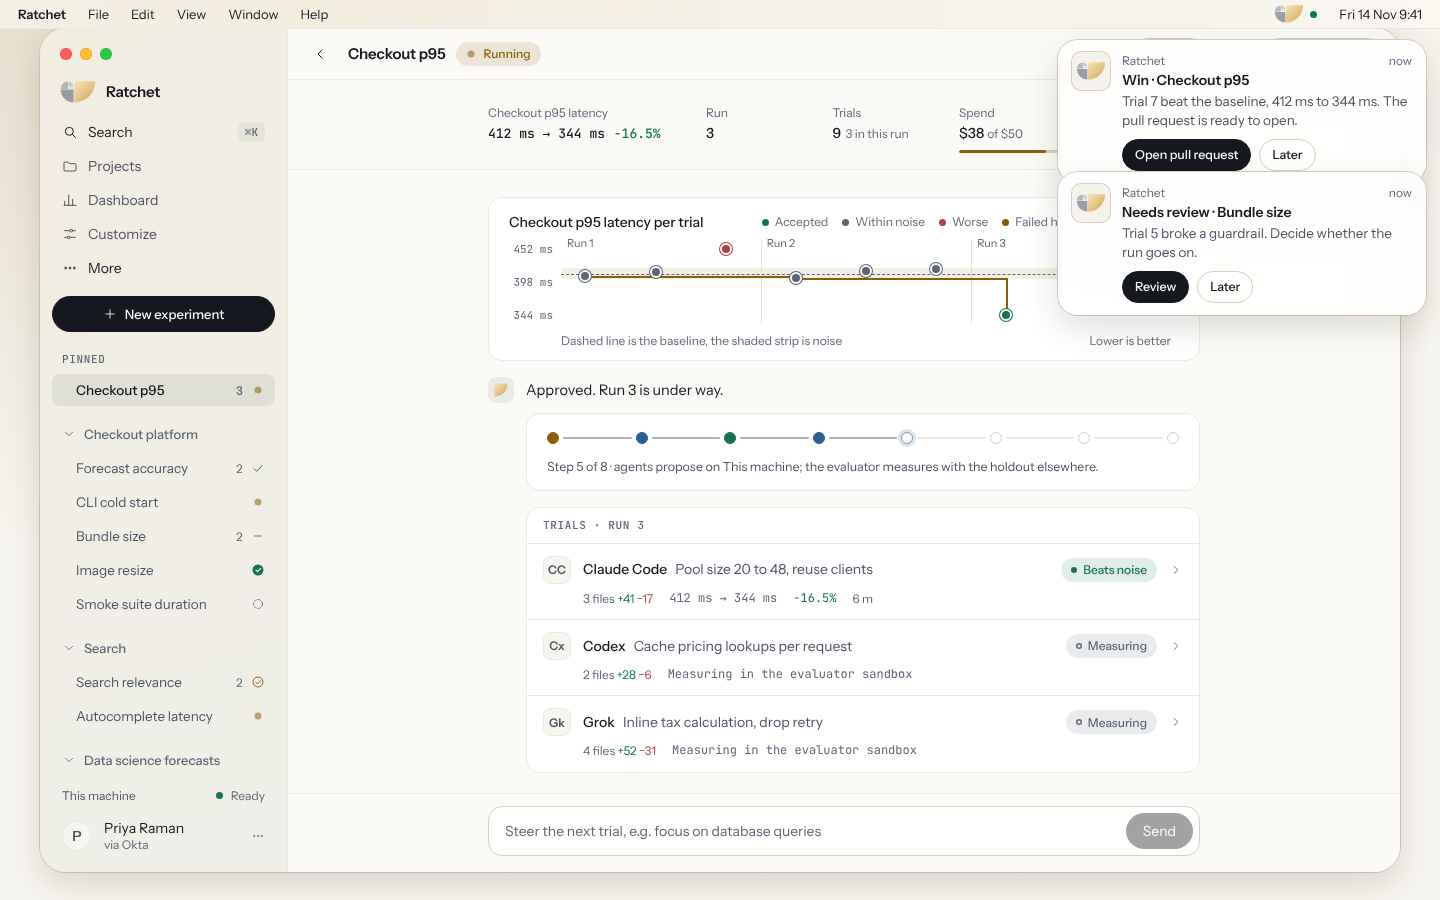 Ratchet File Edit View Window Help
Fri 14 Nov 9:41
Ratchet
Search ⌘K
Projects
Dashboard
Customize
More
+ New experiment
PINNED
Checkout p95 3
Checkout platform
Forecast accuracy 2
CLI cold start
Bundle size 2
Image resize
Smoke suite duration
Search
Search relevance 2
Autocomplete latency
Data science forecasts
This machine Ready
P
Priya Raman
via Okta
Checkout p95 Running
Checkout p95 latency Run Trials Spend
412 ms → 344 ms -16.5% 3 9 3 in this run $38 of $50
Checkout p95 latency per trial
Accepted Within noise Worse Failed h
452 ms
398 ms
344 ms
Run 1 Run 2 Run 3
Dashed line is the baseline, the shaded strip is noise Lower is better
Approved. Run 3 is under way.
Step 5 of 8 · agents propose on This machine; the evaluator measures with the holdout elsewhere.
TRIALS · RUN 3
CC Claude Code Pool size 20 to 48, reuse clients Beats noise
3 files +41 −17 412 ms → 344 ms -16.5% 6 m
Cx Codex Cache pricing lookups per request Measuring
2 files +28 −6 Measuring in the evaluator sandbox
Gk Grok Inline tax calculation, drop retry Measuring
4 files +52 −31 Measuring in the evaluator sandbox
Steer the next trial, e.g. focus on database queries Send
Ratchet now
Win · Checkout p95
Trial 7 beat the baseline, 412 ms to 344 ms. The
pull request is ready to open.
Open pull request Later
Ratchet now
Needs review · Bundle size
Trial 5 broke a guardrail. Decide whether the
run goes on.
Review Later